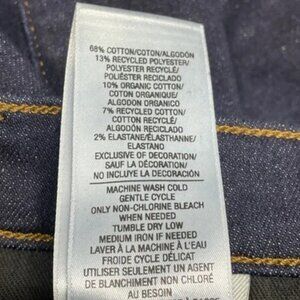 68% COTTON/COTON/ALGODÓN
13% RECYCLED POLYESTER/
POLYESTER RECYCLÉ/
POLIÉSTER RECICLADO
10% ORGANIC COTTON/
COTON ORGANIQUE/
ALGODON ORGANICO
7% RECYCLED COTTON/
COTTON RECYCLÉ/
ALGODÓN RECICLADO
2% ELASTANE/ÉLASTHANNE/
ELASTANO
EXCLUSIVE OF DECORATION/
SAUF LA DÉCORATION/
NO INCLUYE LA DECORACIÓN
MACHINE WASH COLD
GENTLE CYCLE
ONLY NON-CHLORINE BLEACH
WHEN NEEDED
TUMBLE DRY LOW
MEDIUM IRON IF NEEDED
LAVER À LA MACHINE À L'EAU
FROIDE CYCLE DÉLICAT
UTILISER SEULEMENT UN AGENT
DE BLANCHIMENT NON CHLORÉ
AU BESOIN